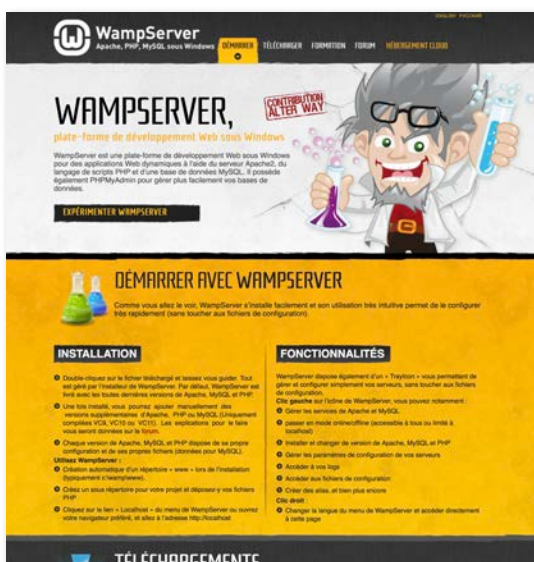 ENGLISH РУССКИЙ
WampServer
Apache, PHP, MySQL sous Windows
DÉMARRER TÉLÉCHARGER FORMATION FORUM HÉBERGEMENT CLOUD
WAMPSERVER,
plate-forme de développement Web sous Windows
CONTRIBUTION
ALTER WAY
WampServer est une plate-forme de développement Web sous Windows
pour des applications Web dynamiques à l'aide du serveur Apache2, du
langage de scripts PHP et d'une base de données MySQL. Il possède
également PHPMyAdmin pour gérer plus facilement vos bases de
données.
EXPÉRIMENTER WAMPSERVER
DÉMARRER AVEC WAMPSERVER
Comme vous allez le voir, WampServer s'installe facilement et son utilisation très intuitive permet de le configurer
très rapidement (sans toucher aux fichiers de configuration).
INSTALLATION
Double-cliquez sur le fichier téléchargé et laissez vous guider. Tout
est géré par l'installeur de WampServer. Par défaut, WampServer est
livré avec les toutes dernières versions de Apache, MySQL et PHP.
Une fois installé, vous pourrez ajouter manuellement des
versions supplémentaires d'Apache, PHP ou MySQL (Uniquement
compilées VC9, VC10 ou VC11). Les explications pour le faire
vous seront données sur le forum.
Chaque version de Apache, MySQL et PHP dispose de sa propre
configuration et de ses propres fichiers (données pour MySQL).
Utilisez WampServer :
Création automatique d'un répertoire « www » lors de l'installation
(typiquement c:\wamp\www).
Créez un sous répertoire pour votre projet et déposez-y vos fichiers
PHP
Cliquez sur le lien « Localhost » du menu de WampServer ou ouvrez
votre navigateur préféré, et allez à l'adresse http://localhost
FONCTIONNALITÉS
WampServer dispose également d'un « TrayIcon » vous permettant de
gérer et configurer simplement vos serveurs, sans toucher aux fichiers
de configuration.
Clic gauche sur l'icône de WampServer, vous pouvez notamment :
Gérer les services de Apache et MySQL
passer en mode online/offline (accessible à tous ou limité à
localhost)
Installer et changer de version de Apache, MySQL et PHP
Gérer les paramètres de configuration de vos serveurs
Accéder à vos logs
Accéder aux fichiers de configuration
Créer des alias, et bien plus encore
Clic droit :
Changer la langue du menu de WampServer et accéder directement
à cette page
TÉLÉCHARGEMENTS